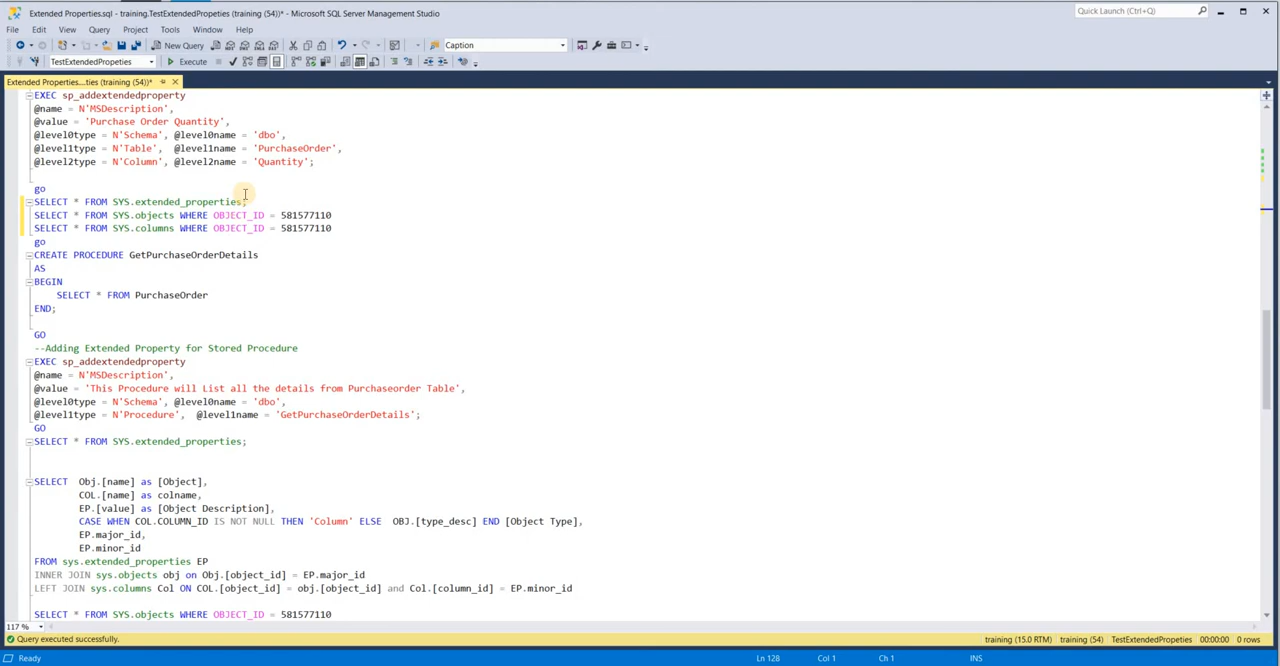 Extended Properties.sql - training.TestExtendedPropeties (training (54))* - Microsoft SQL Server Management Studio
Quick Launch (Ctrl+Q)
File Edit View Query Project Tools Window Help
New Query
Caption
TestExtendedPropeties
Execute
Extended Properties....ties (training (54))*
EXEC sp_addextendedproperty
@name = N'MSDescription',
@value = 'Purchase Order Quantity',
@level0type = N'Schema', @level0name = 'dbo',
@level1type = N'Table', @level1name = 'PurchaseOrder',
@level2type = N'Column', @level2name = 'Quantity';
go
SELECT * FROM SYS.extended_properties;
SELECT * FROM SYS.objects WHERE OBJECT_ID = 581577110
SELECT * FROM SYS.columns WHERE OBJECT_ID = 581577110
go
CREATE PROCEDURE GetPurchaseOrderDetails
AS
BEGIN
SELECT * FROM PurchaseOrder
END;
GO
--Adding Extended Property for Stored Procedure
EXEC sp_addextendedproperty
@name = N'MSDescription',
@value = 'This Procedure will List all the details from Purchaseorder Table',
@level0type = N'Schema', @level0name = 'dbo',
@level1type = N'Procedure', @level1name = 'GetPurchaseOrderDetails';
GO
SELECT * FROM SYS.extended_properties;
SELECT Obj.[name] as [Object],
COL.[name] as colname,
EP.[value] as [Object Description],
CASE WHEN COL.COLUMN_ID IS NOT NULL THEN 'Column' ELSE OBJ.[type_desc] END [Object Type],
EP.major_id,
EP.minor_id
FROM sys.extended_properties EP
INNER JOIN sys.objects obj on Obj.[object_id] = EP.major_id
LEFT JOIN sys.columns Col ON COL.[object_id] = obj.[object_id] and Col.[column_id] = EP.minor_id
SELECT * FROM SYS.objects WHERE OBJECT_ID = 581577110
117 %
Query executed successfully. training (15.0 RTM) training (54) TestExtendedPropeties 00:00:00 0 rows
Ready Ln 128 Col 1 Ch 1 INS